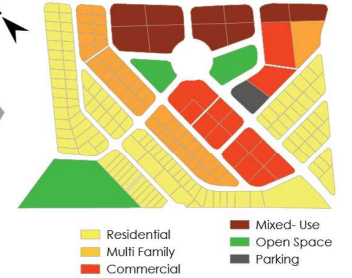 Residential
Multi Family
Commercial
Mixed- Use
Open Space
Parking